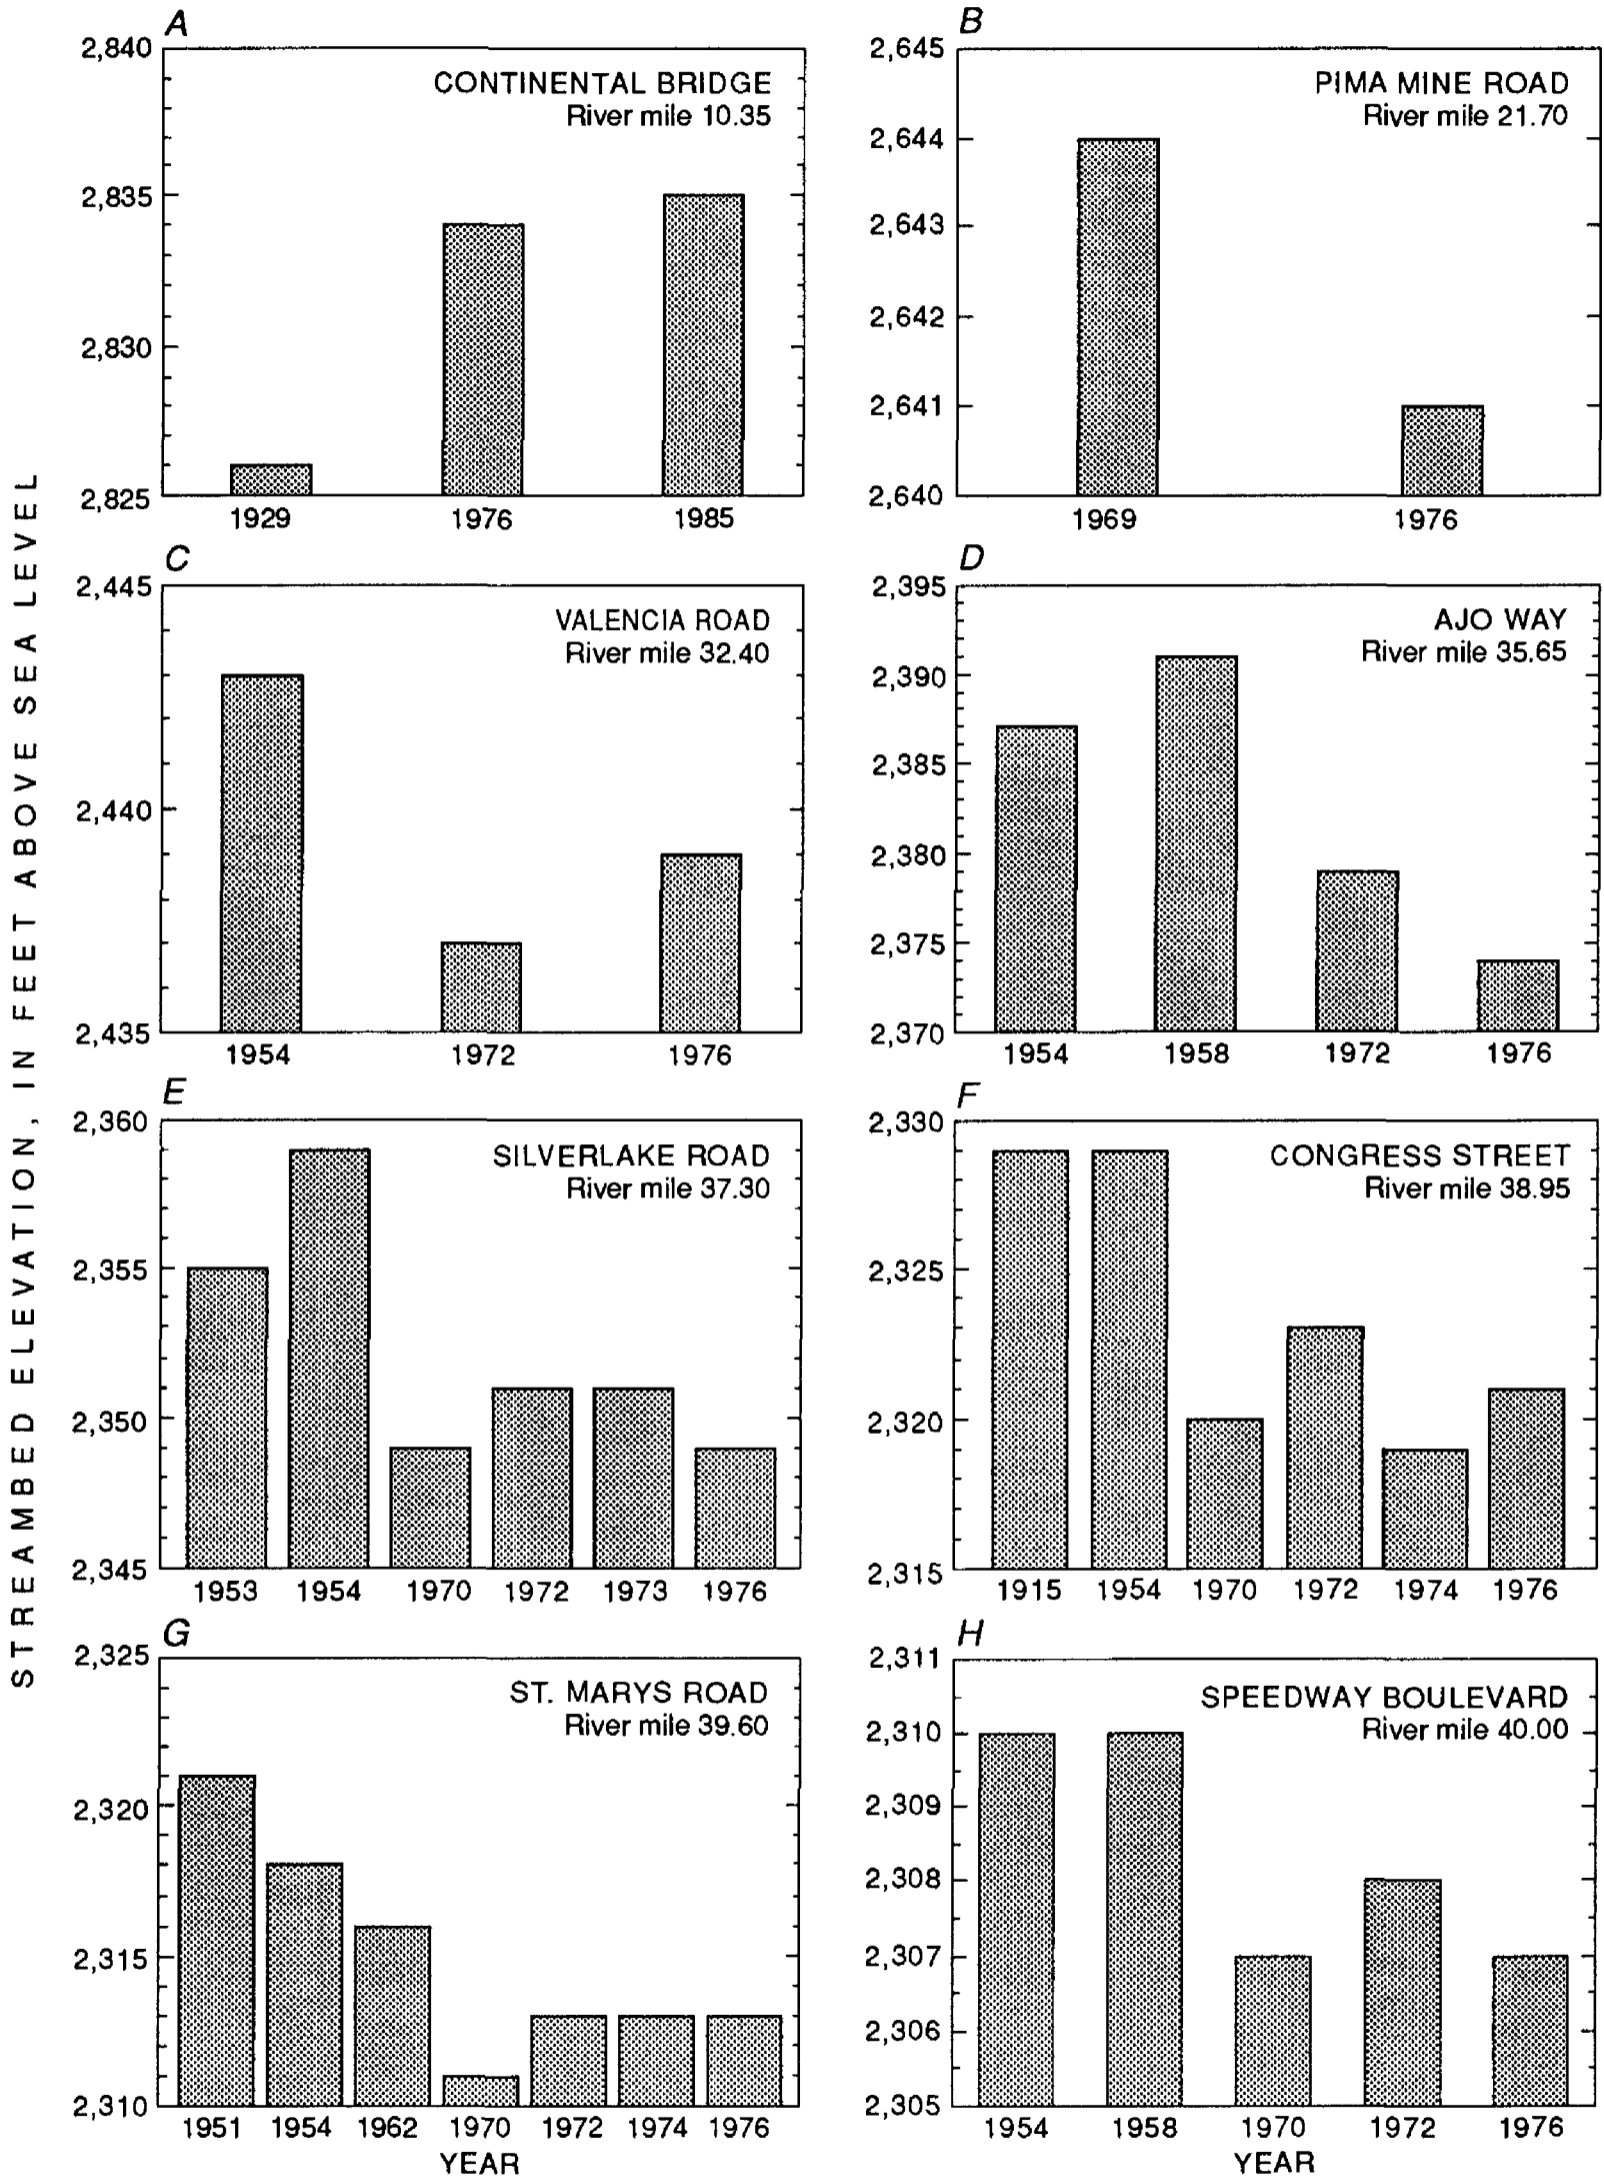 STREAMBED ELEVATION, IN FEET ABOVE SEA LEVEL
A
CONTINENTAL BRIDGE
River mile 10.35
2,840
2,835
2,830
2,825
1929 1976 1985
B
PIMA MINE ROAD
River mile 21.70
2,645
2,644
2,643
2,642
2,641
2,640
1969 1976
C
VALENCIA ROAD
River mile 32.40
2,445
2,440
2,435
1954 1972 1976
D
AJO WAY
River mile 35.65
2,395
2,390
2,385
2,380
2,375
2,370
1954 1958 1972 1976
E
SILVERLAKE ROAD
River mile 37.30
2,360
2,355
2,350
2,345
1953 1954 1970 1972 1973 1976
F
CONGRESS STREET
River mile 38.95
2,330
2,325
2,320
2,315
1915 1954 1970 1972 1974 1976
G
ST. MARYS ROAD
River mile 39.60
2,325
2,320
2,315
2,310
1951 1954 1962 1970 1972 1974 1976
YEAR
H
SPEEDWAY BOULEVARD
River mile 40.00
2,311
2,310
2,309
2,308
2,307
2,306
2,305
1954 1958 1970 1972 1976
YEAR